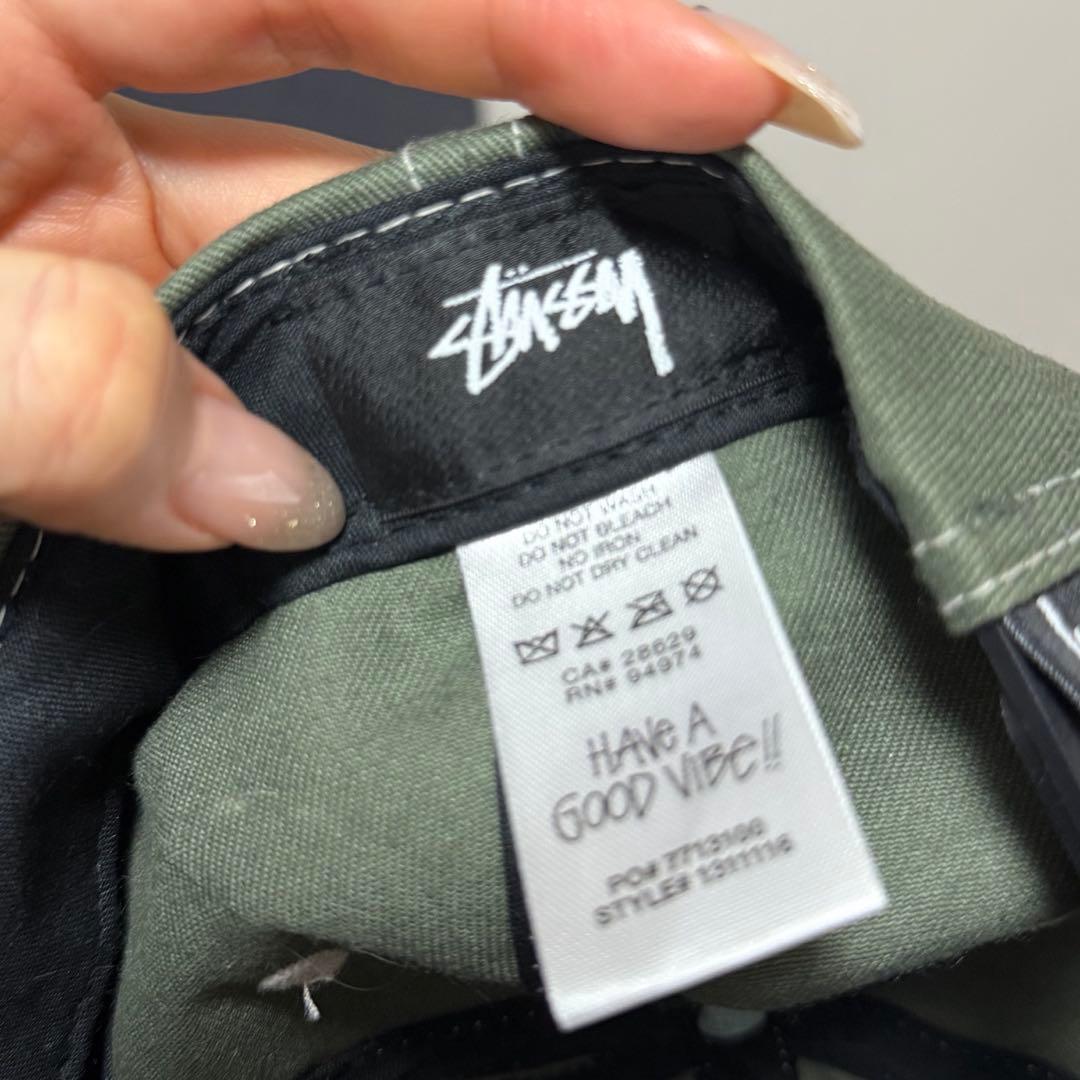 STÜSSY
DO NOT WASH
DO NOT BLEACH
NO IRON
DO NOT DRY CLEAN
CA# 28629
RN# 94974
HAVE A
GOOD VIBE!!
PO# 7713100
STYLE# 1311116